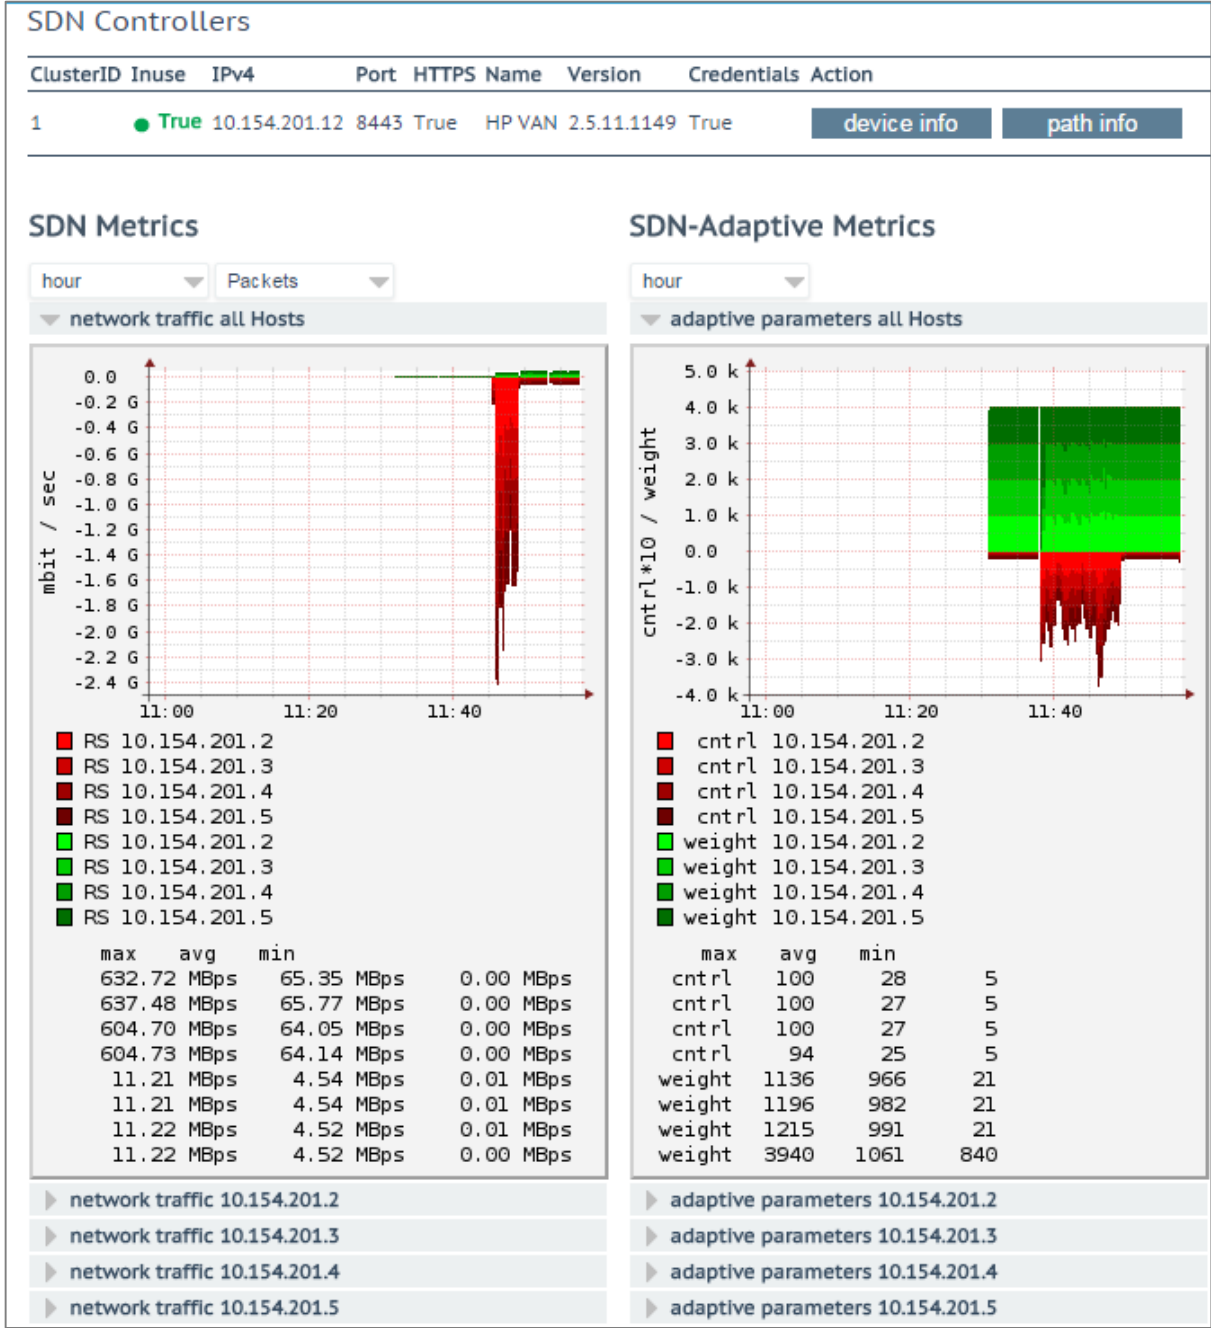 SDN Controllers
ClusterID Inuse IPv4 Port HTTPS Name Version Credentials Action
1 True 10.154.201.12 8443 True HP VAN 2.5.11.1149 True device info path info
SDN Metrics
hour Packets
network traffic all Hosts
mbit / sec
0.0
-0.2 G
-0.4 G
-0.6 G
-0.8 G
-1.0 G
-1.2 G
-1.4 G
-1.6 G
-1.8 G
-2.0 G
-2.2 G
-2.4 G
11:00 11:20 11:40
RS 10.154.201.2
RS 10.154.201.3
RS 10.154.201.4
RS 10.154.201.5
RS 10.154.201.2
RS 10.154.201.3
RS 10.154.201.4
RS 10.154.201.5
max avg min
632.72 MBps 65.35 MBps 0.00 MBps
637.48 MBps 65.77 MBps 0.00 MBps
604.70 MBps 64.05 MBps 0.00 MBps
604.73 MBps 64.14 MBps 0.00 MBps
11.21 MBps 4.54 MBps 0.01 MBps
11.21 MBps 4.54 MBps 0.01 MBps
11.22 MBps 4.52 MBps 0.01 MBps
11.22 MBps 4.52 MBps 0.00 MBps
network traffic 10.154.201.2
network traffic 10.154.201.3
network traffic 10.154.201.4
network traffic 10.154.201.5
SDN-Adaptive Metrics
hour
adaptive parameters all Hosts
cntrl*10 / weight
5.0 k
4.0 k
3.0 k
2.0 k
1.0 k
0.0
-1.0 k
-2.0 k
-3.0 k
-4.0 k
11:00 11:20 11:40
cntrl 10.154.201.2
cntrl 10.154.201.3
cntrl 10.154.201.4
cntrl 10.154.201.5
weight 10.154.201.2
weight 10.154.201.3
weight 10.154.201.4
weight 10.154.201.5
max avg min
cntrl 100 28 5
cntrl 100 27 5
cntrl 100 27 5
cntrl 94 25 5
weight 1136 966 21
weight 1196 982 21
weight 1215 991 21
weight 3940 1061 840
adaptive parameters 10.154.201.2
adaptive parameters 10.154.201.3
adaptive parameters 10.154.201.4
adaptive parameters 10.154.201.5